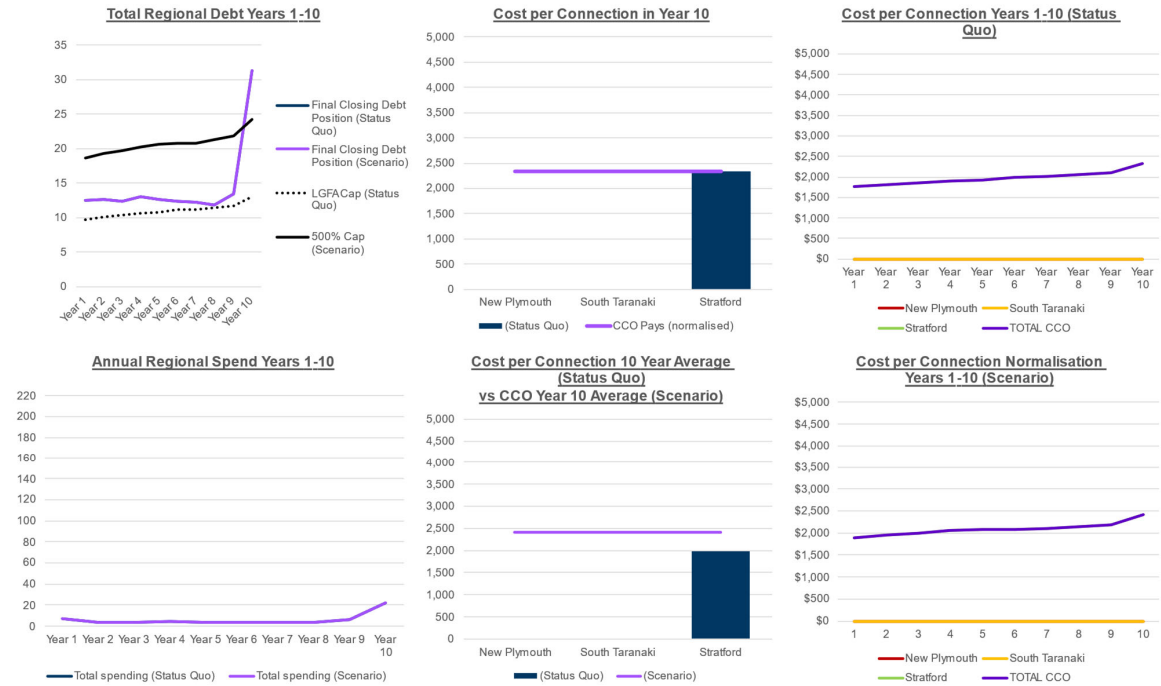 Total Regional Debt Years 1-10
35
30
25
20
15
10
5
0
Year 1
Year 2
Year 3
Year 4
Year 5
Year 6
Year 7
Year 8
Year 9
Year 10
Final Closing Debt
Position (Status
Quo)
Final Closing Debt
Position (Scenario)
LGFA Cap (Status
Quo)
500% Cap
(Scenario)
Cost per Connection in Year 10
5,000
4,500
4,000
3,500
3,000
2,500
2,000
1,500
1,000
500
0
New Plymouth South Taranaki Stratford
(Status Quo) CCO Pays (normalised)
Cost per Connection Years 1-10 (Status
Quo)
$5,000
$4,500
$4,000
$3,500
$3,000
$2,500
$2,000
$1,500
$1,000
$500
$0
Year Year Year Year Year Year Year Year Year Year
1 2 3 4 5 6 7 8 9 10
New Plymouth South Taranaki
Stratford TOTAL CCO
Annual Regional Spend Years 1-10
220
200
180
160
140
120
100
80
60
40
20
0
Year 1 Year 2 Year 3 Year 4 Year 5 Year 6 Year 7 Year 8 Year 9 Year
10
Total spending (Status Quo) Total spending (Scenario)
Cost per Connection 10 Year Average
(Status Quo)
vs CCO Year 10 Average (Scenario)
5,000
4,500
4,000
3,500
3,000
2,500
2,000
1,500
1,000
500
0
New Plymouth South Taranaki Stratford
(Status Quo) (Scenario)
Cost per Connection Normalisation
Years 1-10 (Scenario)
$5,000
$4,500
$4,000
$3,500
$3,000
$2,500
$2,000
$1,500
$1,000
$500
$0
1 2 3 4 5 6 7 8 9 10
New Plymouth South Taranaki
Stratford TOTAL CCO